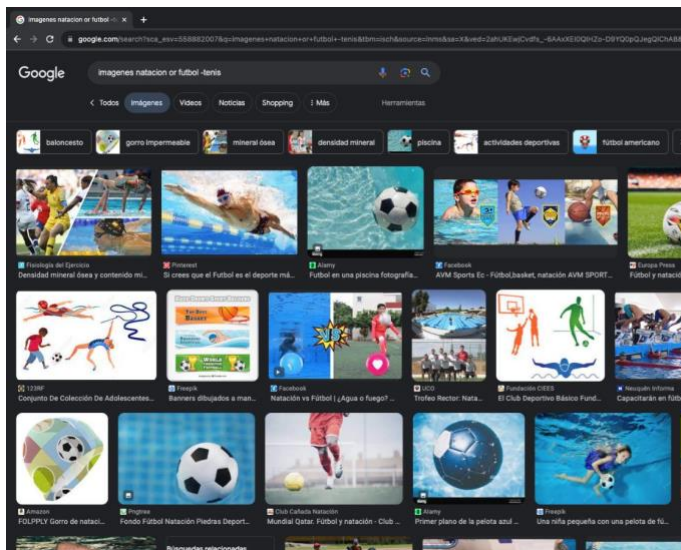 imagenes natacion or futbol -t
google.com/search?sca_esv=558882007&q=imagenes+natacion+or+futbol+-tenis&tbm=isch&source=lnms&sa=X&ved=
Google
imagenes natacion or futbol -tenis
Todos Imágenes Videos Noticias Shopping Más Herramientas
baloncesto gorro impermeable mineral ósea densidad mineral piscina actividades deportivas fútbol americano
Fisiología del Ejercicio Pinterest Alamy Facebook Europa Press
Densidad mineral ósea y contenido mi... Si crees que el Futbol es el deporte má... Futbol en una piscina fotografía... AVM Sports Ec - Fútbol,basket, natación AVM SPORT... Fútbol y natació
VS
123RF Freepik Facebook UCO Fundación CIEES Neuquén Informa
Conjunto De Colección De Adolescentes... Banners dibujados a man... Natación vs Fútbol | ¿Agua o fuego? ... Trofeo Rector: Nata... El Club Deportivo Básico Fund... Capacitarán en fútb
Amazon Pngtree Club Cañada Natación Alamy Freepik
FOLPPLY Gorro de nataci... Fondo Fútbol Natación Piedras Deport... Mundial Qatar. Fútbol y natación - Club ... Primer plano de la pelota azul ... Una niña pequeña con una pelota de fú...
Búsquedas relacionadas